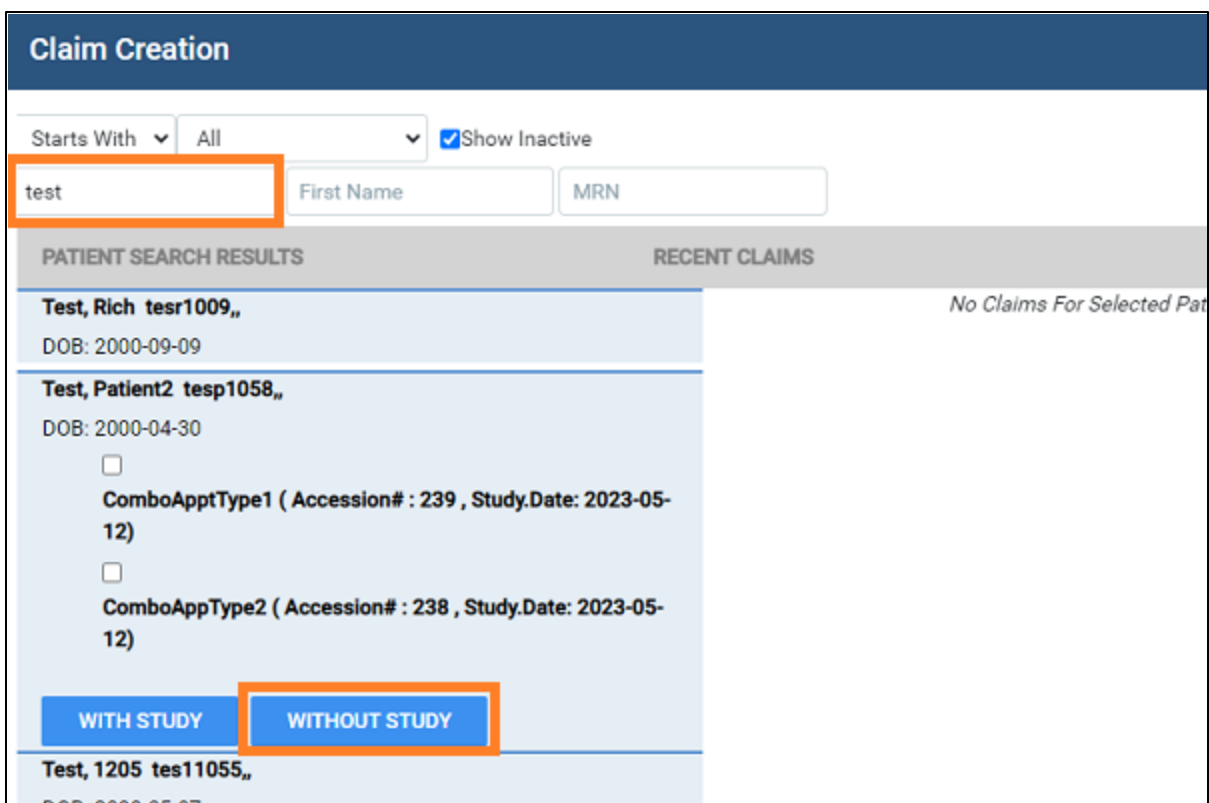 Claim Creation
Starts With All Show Inactive
test First Name MRN
PATIENT SEARCH RESULTS RECENT CLAIMS
Test, Rich tesr1009,, No Claims For Selected Pat
DOB: 2000-09-09
Test, Patient2 tesp1058,,
DOB: 2000-04-30
ComboApptType1 ( Accession# : 239 , Study.Date: 2023-05-
12)
ComboAppType2 ( Accession# : 238 , Study.Date: 2023-05-
12)
WITH STUDY WITHOUT STUDY
Test, 1205 tes11055,,